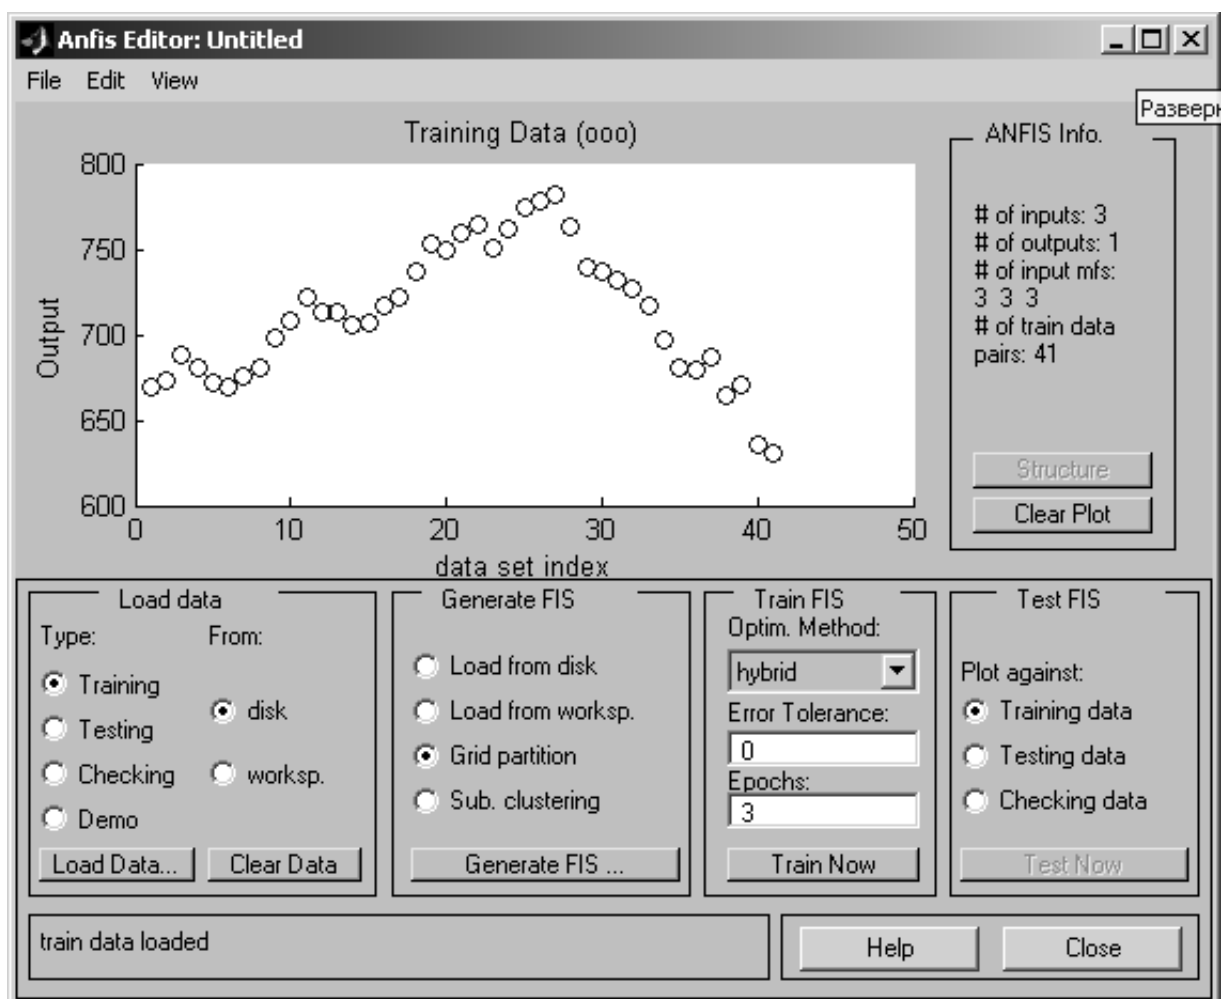 Anfis Editor: Untitled
File Edit View
Разверн
Training Data (ooo)
800
750
700
650
600
Output
0 10 20 30 40 50
data set index
ANFIS Info.
# of inputs: 3
# of outputs: 1
# of input mfs:
3 3 3
# of train data
pairs: 41
Structure
Clear Plot
Load data
Type: From:
Training
Testing
Checking
Demo
disk
worksp.
Load Data...
Clear Data
Generate FIS
Load from disk
Load from worksp.
Grid partition
Sub. clustering
Generate FIS ...
Train FIS
Optim. Method:
hybrid
Error Tolerance:
0
Epochs:
3
Train Now
Test FIS
Plot against:
Training data
Testing data
Checking data
Test Now
train data loaded
Help
Close